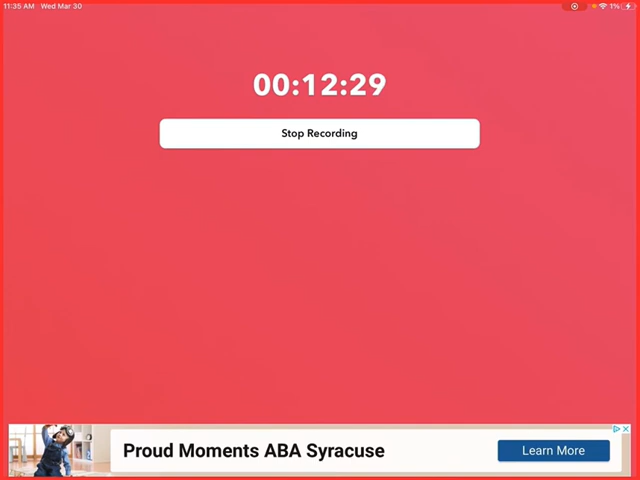 11:35 AM Wed Mar 30 1%
00:12:29
Stop Recording
Proud Moments ABA Syracuse
Learn More